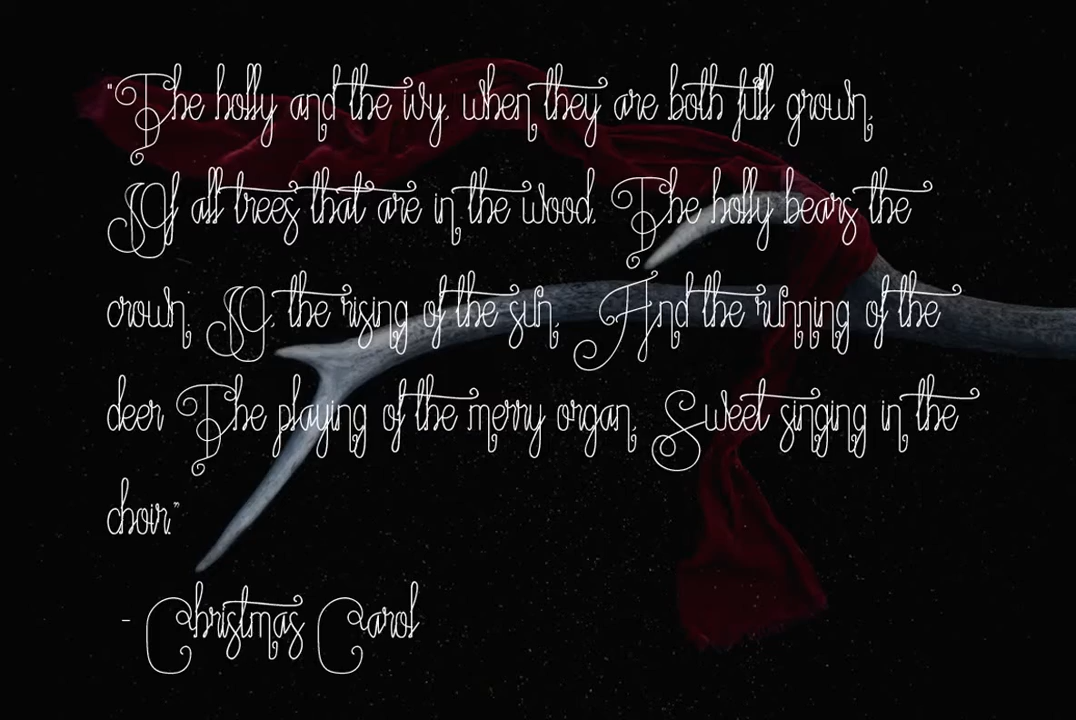 "The holly and the ivy, when they are both full grown,
Of all trees that are in the wood, The holly bears the
crown, O, the rising of the sun, And the running of the
deer The playing of the merry organ, Sweet singing in the
choir."
- Christmas Carol